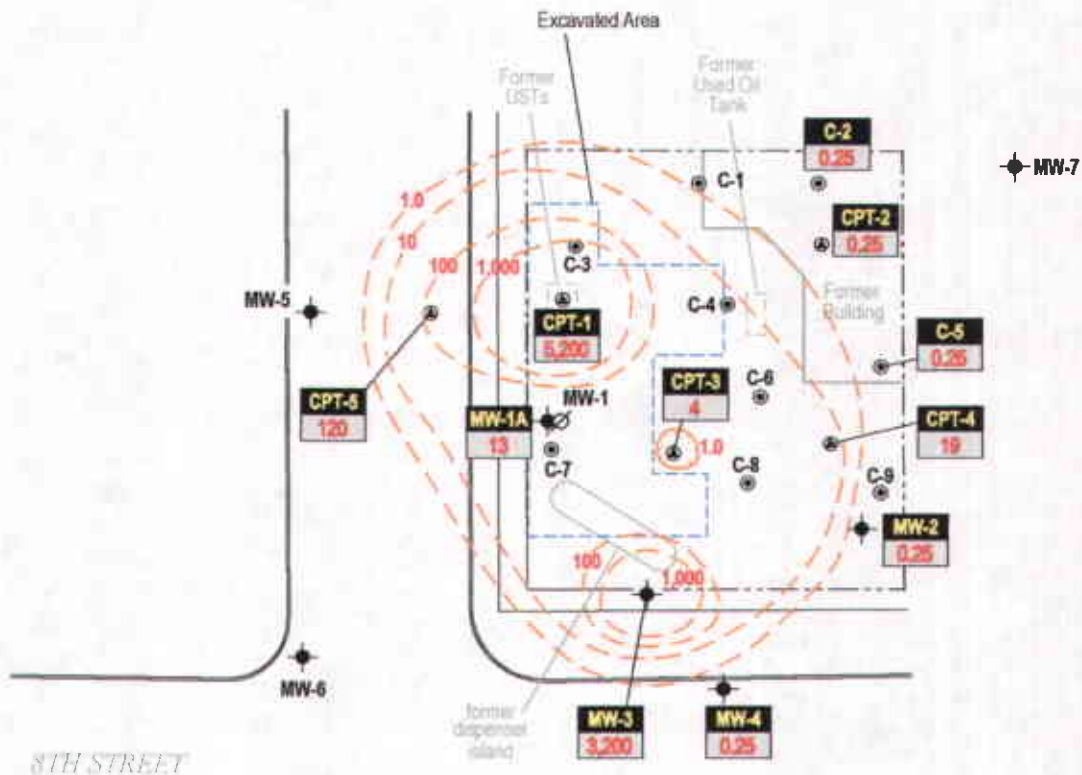 Excavated Area
Former
USTs
Former
Used Oil
Tank
C-2
0.25
MW-7
C-1
1.0
CPT-2
0.25
10
100
1,000
C-3
MW-5
C-4
Former
Building
CPT-1
5,200
C-5
0.25
CPT-3
4
C-6
CPT-5
120
MW-1
MW-1A
13
CPT-4
19
1.0
C-7
C-8
C-9
MW-2
0.25
100
1,000
MW-6
former
dispenser
island
MW-3
3,200
MW-4
0.25
8TH STREET